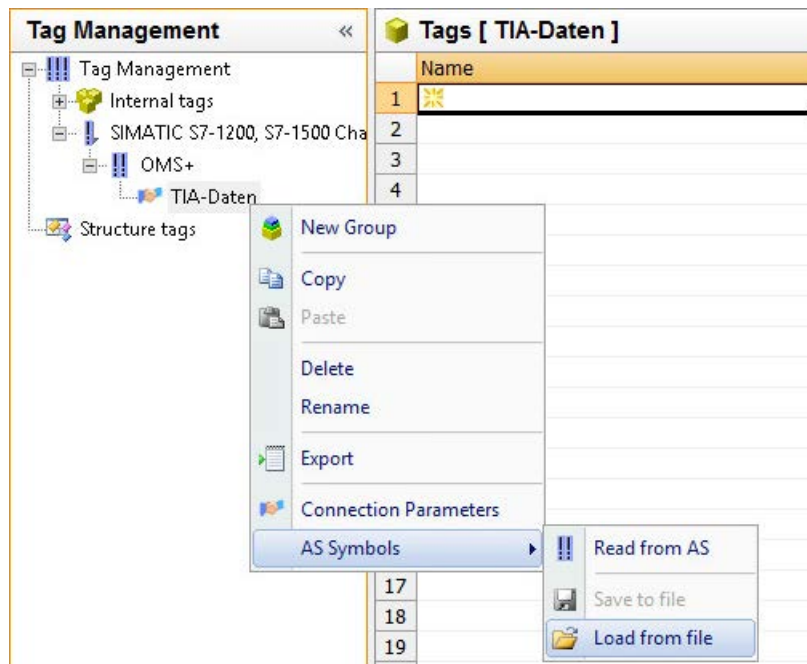 Tag Management «
Tag Management
Internal tags
SIMATIC S7-1200, S7-1500 Cha
OMS+
TIA-Daten
Structure tags
Tags [ TIA-Daten ]
Name
1
2
3
4
New Group
Copy
Paste
Delete
Rename
Export
Connection Parameters
AS Symbols
Read from AS
Save to file
Load from file
17
18
19